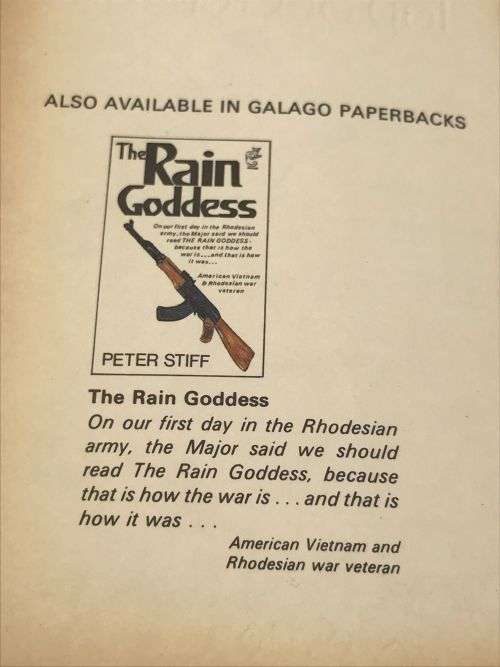 ALSO AVAILABLE IN GALAGO PAPERBACKS
The Rain
Goddess
On our first day in the Rhodesian
army, the Major said we should
read THE RAIN GODDESS -
because that is how the
war is....and that is how
it was...
American Vietnam
& Rhodesian war
veteran
PETER STIFF
The Rain Goddess
On our first day in the Rhodesian
army, the Major said we should
read The Rain Goddess, because
that is how the war is ... and that is
how it was ...
American Vietnam and
Rhodesian war veteran